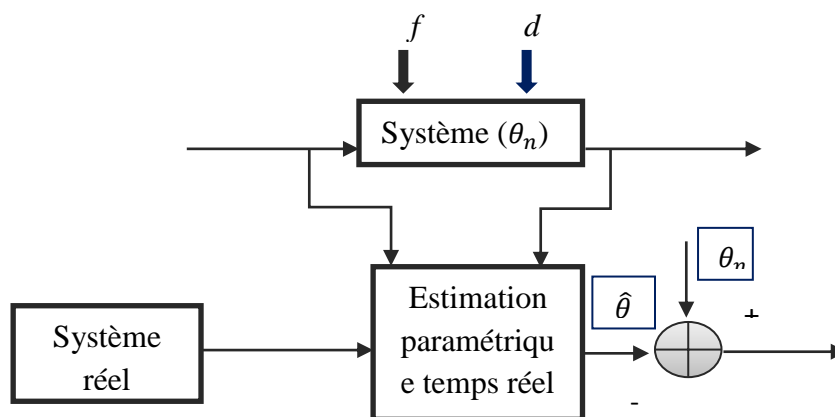 f d
Système (θₙ)
Estimation
paramétriqu
e temps réel
Système
réel
θ̂
θₙ
+
-